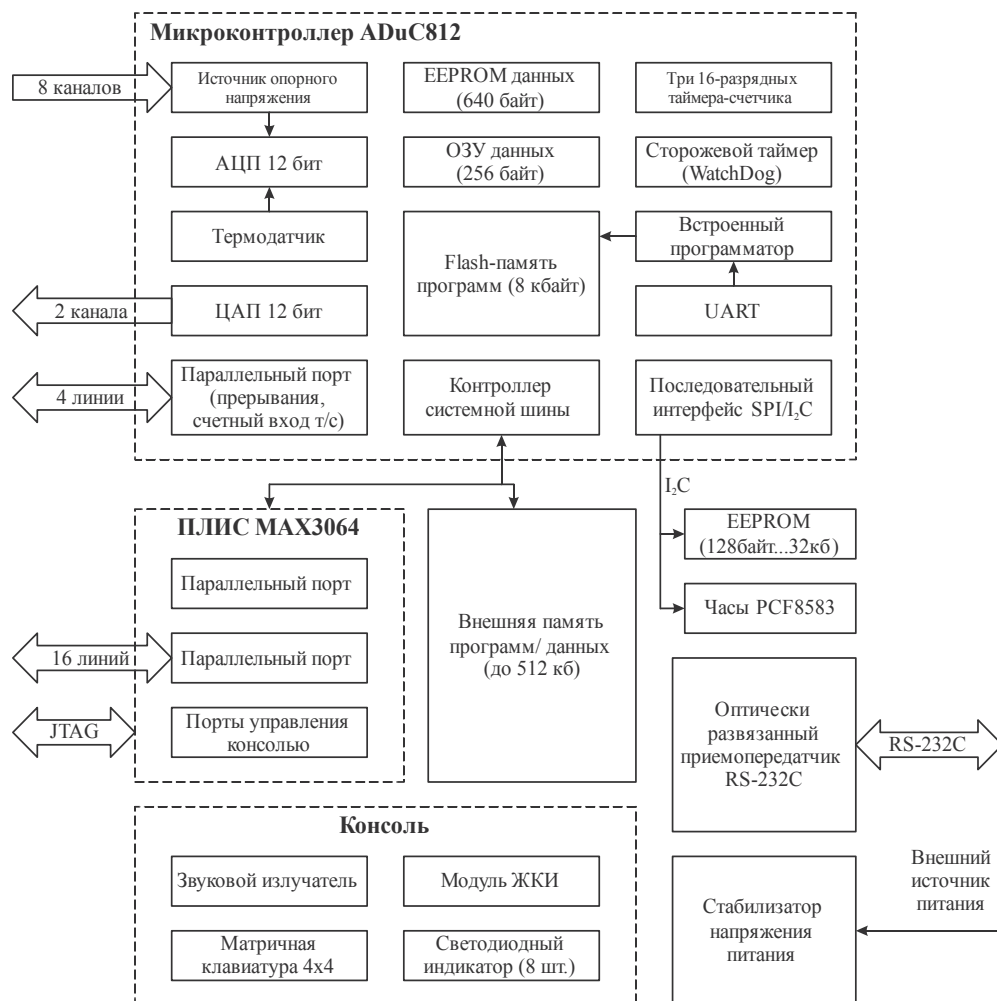 Микроконтроллер ADuC812
8 каналов
Источник опорного
напряжения
EEPROM данных
(640 байт)
Три 16-разрядных
таймера-счетчика
АЦП 12 бит
ОЗУ данных
(256 байт)
Сторожевой таймер
(WatchDog)
Термодатчик
Flash-память
программ (8 кбайт)
Встроенный
программатор
2 канала
ЦАП 12 бит
UART
4 линии
Параллельный порт
(прерывания,
счетный вход т/с)
Контроллер
системной шины
Последовательный
интерфейс SPI/I₂C
I₂C
ПЛИС MAX3064
Параллельный порт
16 линий
Параллельный порт
JTAG
Порты управления
консолью
Внешняя память
программ/ данных
(до 512 кб)
EEPROM
(128байт...32кб)
Часы PCF8583
Оптически
развязанный
приемопередатчик
RS-232C
RS-232C
Консоль
Звуковой излучатель
Модуль ЖКИ
Матричная
клавиатура 4x4
Светодиодный
индикатор (8 шт.)
Стабилизатор
напряжения
питания
Внешний
источник
питания